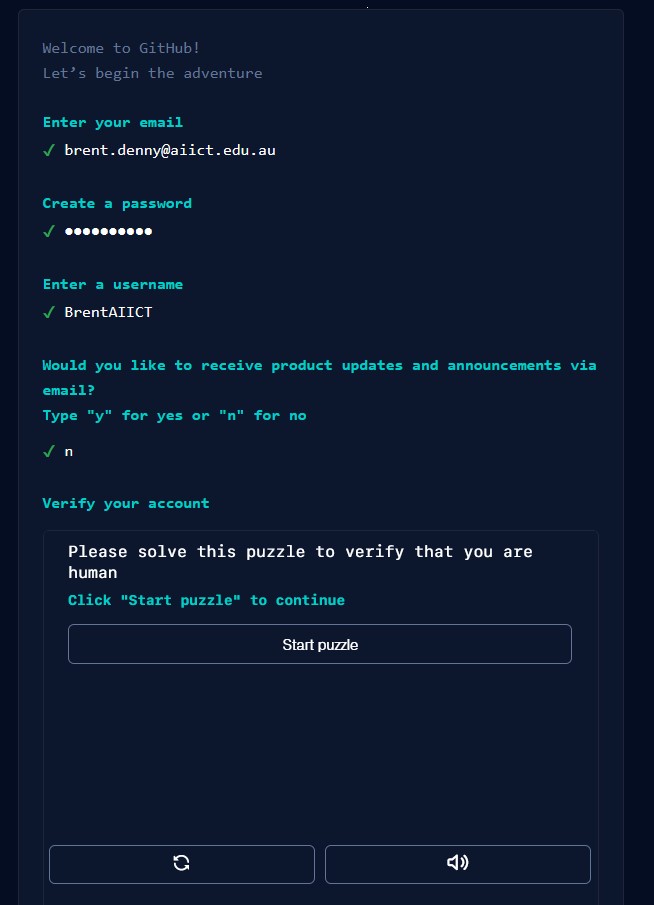 Welcome to GitHub!
Let’s begin the adventure
Enter your email
✓ brent.denny@aiict.edu.au
Create a password
✓ ●●●●●●●●●●
Enter a username
✓ BrentAIICT
Would you like to receive product updates and announcements via
email?
Type "y" for yes or "n" for no
✓ n
Verify your account
Please solve this puzzle to verify that you are
human
Click "Start puzzle" to continue
Start puzzle